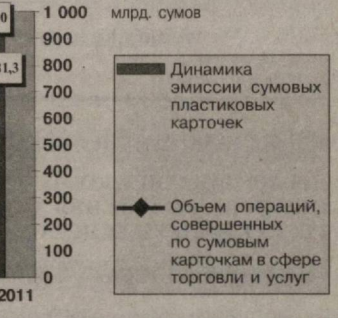 1 000 млрд. сумов
900
800
700
600
500
400
300
200
100
0
2011
Динамика
эмиссии сумовых
пластиковых
карточек
Объем операций,
совершенных
по сумовым
карточкам в сфере
торговли и услуг